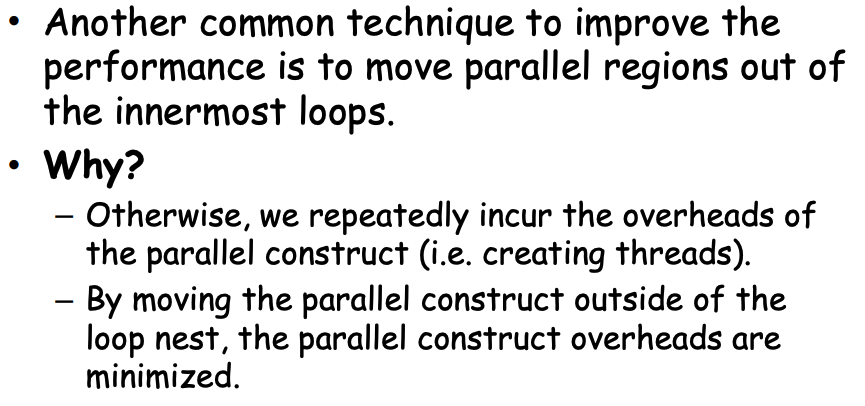 • Another common technique to improve the
performance is to move parallel regions out of
the innermost loops.
• Why?
– Otherwise, we repeatedly incur the overheads of
the parallel construct (i.e. creating threads).
– By moving the parallel construct outside of the
loop nest, the parallel construct overheads are
minimized.